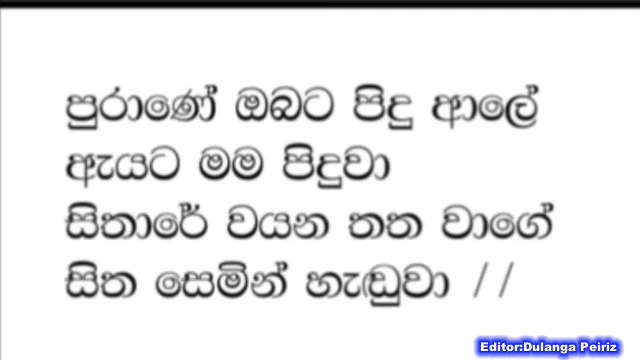 පුරාණේ ඔබට පිදු ආලේ
ඇයට මම පිදුවා
සිතාරේ වයන තත වාගේ
සිත සෙමින් හැඬුවා //
Editor:Dulanga Peiriz